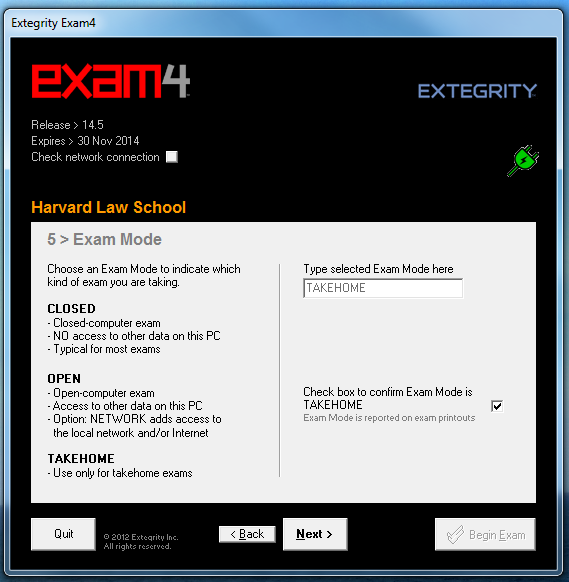 Extegrity Exam4
exam4
EXTEGRITY
Release > 14.5
Expires > 30 Nov 2014
Check network connection
Harvard Law School
5 > Exam Mode
Choose an Exam Mode to indicate which
kind of exam you are taking.
CLOSED
- Closed-computer exam
- NO access to other data on this PC
- Typical for most exams
OPEN
- Open-computer exam
- Access to other data on this PC
- Option: NETWORK adds access to
the local network and/or Internet
TAKEHOME
- Use only for takehome exams
Type selected Exam Mode here
TAKEHOME
Check box to confirm Exam Mode is
TAKEHOME
Exam Mode is reported on exam printouts
Quit
© 2012 Extegrity Inc.
All rights reserved.
< Back
Next >
Begin Exam